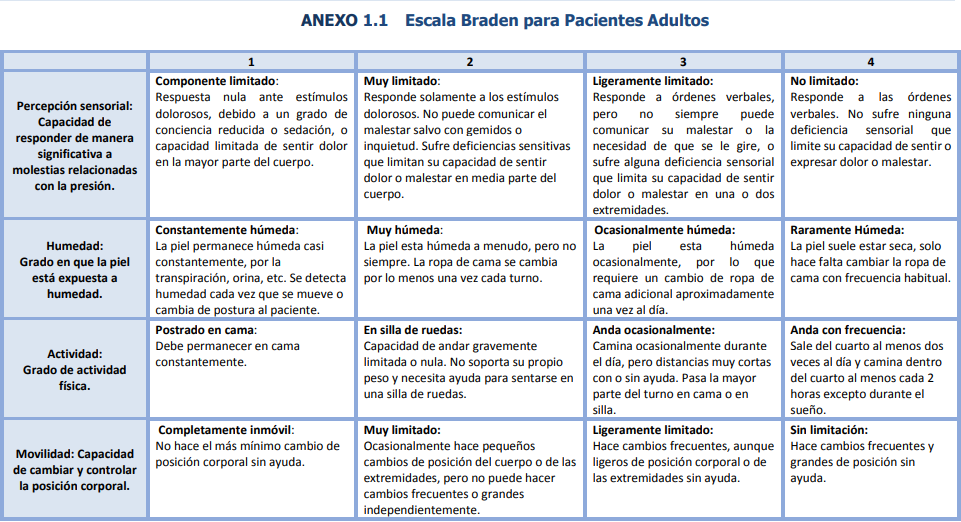 ANEXO 1.1 Escala Braden para Pacientes Adultos
1 2 3 4
Percepción sensorial:
Capacidad de
responder de manera
significativa a
molestias relacionadas
con la presión.
Componente limitado:
Respuesta nula ante estímulos
dolorosos, debido a un grado de
conciencia reducida o sedación, o
capacidad limitada de sentir dolor
en la mayor parte del cuerpo.
Muy limitado:
Responde solamente a los estímulos
dolorosos. No puede comunicar el
malestar salvo con gemidos o
inquietud. Sufre deficiencias sensitivas
que limitan su capacidad de sentir
dolor o malestar en media parte del
cuerpo.
Ligeramente limitado:
Responde a órdenes verbales,
pero no siempre puede
comunicar su malestar o la
necesidad de que se le gire, o
sufre alguna deficiencia sensorial
que limita su capacidad de sentir
dolor o malestar en una o dos
extremidades.
No limitado:
Responde a las órdenes
verbales. No sufre ninguna
deficiencia sensorial que
limite su capacidad de sentir o
expresar dolor o malestar.
Humedad:
Grado en que la piel
está expuesta a
humedad.
Constantemente húmeda:
La piel permanece húmeda casi
constantemente, por la
transpiración, orina, etc. Se detecta
humedad cada vez que se mueve o
cambia de postura al paciente.
Muy húmeda:
La piel esta húmeda a menudo, pero no
siempre. La ropa de cama se cambia
por lo menos una vez cada turno.
Ocasionalmente húmeda:
La piel esta húmeda
ocasionalmente, por lo que
requiere un cambio de ropa de
cama adicional aproximadamente
una vez al día.
Raramente Húmeda:
La piel suele estar seca, solo
hace falta cambiar la ropa de
cama con frecuencia habitual.
Actividad:
Grado de actividad
física.
Postrado en cama:
Debe permanecer en cama
constantemente.
En silla de ruedas:
Capacidad de andar gravemente
limitada o nula. No soporta su propio
peso y necesita ayuda para sentarse en
una silla de ruedas.
Anda ocasionalmente:
Camina ocasionalmente durante
el día, pero distancias muy cortas
con o sin ayuda. Pasa la mayor
parte del turno en cama o en
silla.
Anda con frecuencia:
Sale del cuarto al menos dos
veces al día y camina dentro
del cuarto al menos cada 2
horas excepto durante el
sueño.
Movilidad: Capacidad
de cambiar y controlar
la posición corporal.
Completamente inmóvil:
No hace el más mínimo cambio de
posición corporal sin ayuda.
Muy limitado:
Ocasionalmente hace pequeños
cambios de posición del cuerpo o de las
extremidades, pero no puede hacer
cambios frecuentes o grandes
independientemente.
Ligeramente limitado:
Hace cambios frecuentes, aunque
ligeros de posición corporal o de
las extremidades sin ayuda.
Sin limitación:
Hace cambios frecuentes y
grandes de posición sin
ayuda.